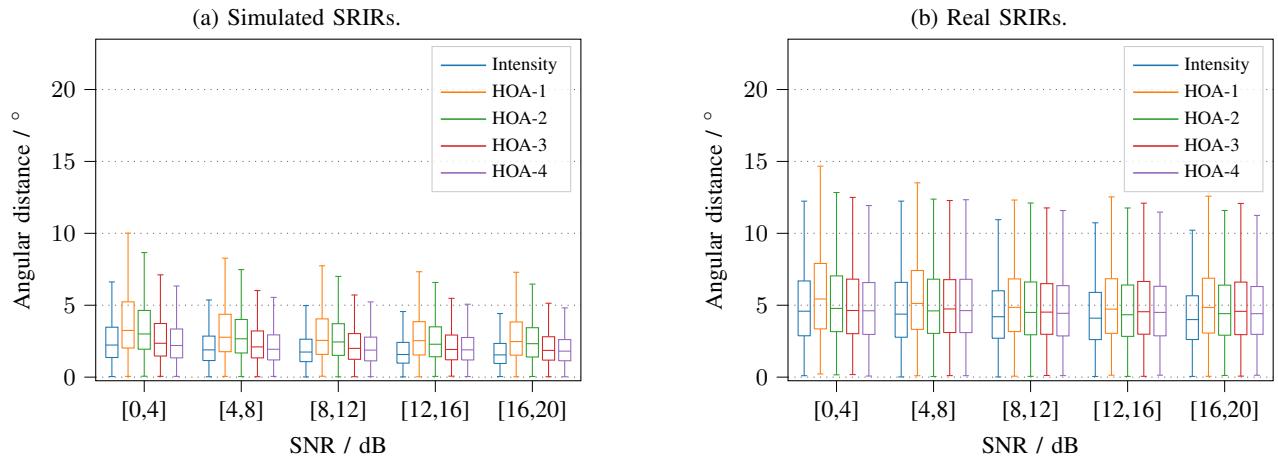 (a) Simulated SRIRs.
Angular distance / °
20
15
10
5
0
Intensity
HOA-1
HOA-2
HOA-3
HOA-4
[0,4] [4,8] [8,12] [12,16] [16,20]
SNR / dB
(b) Real SRIRs.
Angular distance / °
20
15
10
5
0
Intensity
HOA-1
HOA-2
HOA-3
HOA-4
[0,4] [4,8] [8,12] [12,16] [16,20]
SNR / dB